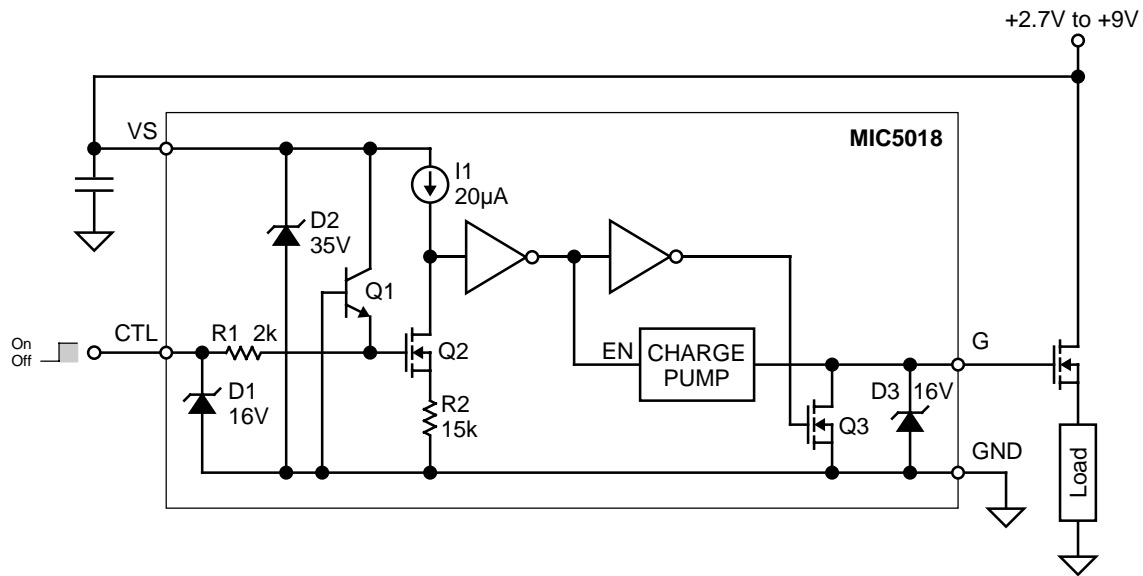 +2.7V to +9V
MIC5018
VS
I1
20µA
D2
35V
Q1
On
Off
CTL
R1 2k
Q2
EN
CHARGE
PUMP
G
D1
16V
R2
15k
D3 16V
Q3
GND
Load